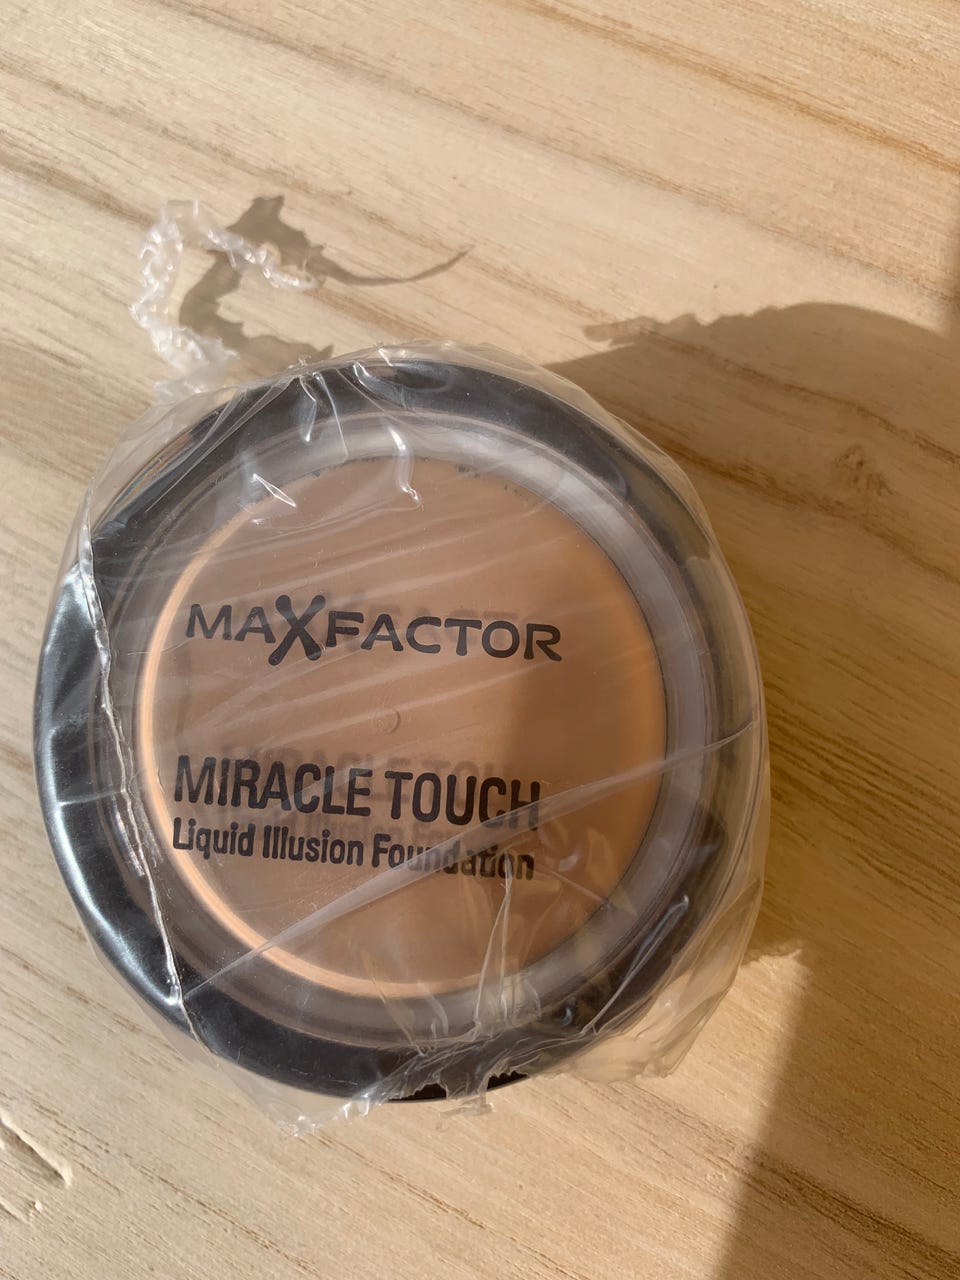 MAXFACTOR
MIRACLE TOUCH
Liquid Illusion Foundation